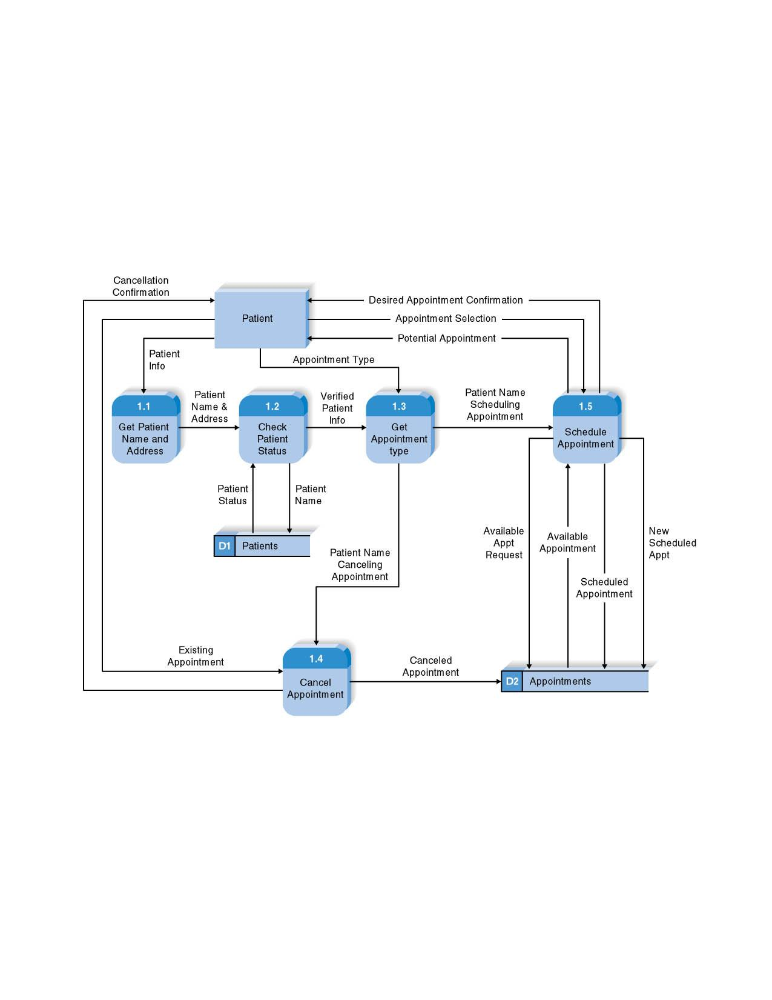 Cancellation
Confirmation
Patient
Desired Appointment Confirmation
Appointment Selection
Potential Appointment
Patient
Info
Appointment Type
Patient
Name &
Address
Verified
Patient
Info
Patient Name
Scheduling
Appointment
1.1
Get Patient
Name and
Address
1.2
Check
Patient
Status
1.3
Get
Appointment
type
1.5
Schedule
Appointment
Patient
Status
Patient
Name
D1 Patients
Patient Name
Canceling
Appointment
Available
Appt
Request
Available
Appointment
New
Scheduled
Appt
Scheduled
Appointment
Existing
Appointment
1.4
Cancel
Appointment
Canceled
Appointment
D2 Appointments